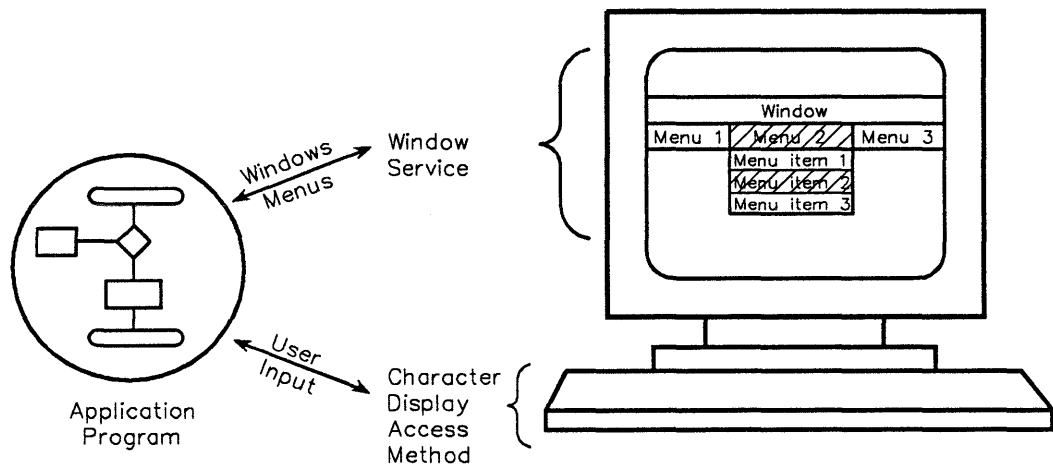 Window
Menu 1 Menu 2 Menu 3
Menu item 1
Menu item 2
Menu item 3
Windows
Menus
Window
Service
User
Input
Character
Display
Access
Method
Application
Program